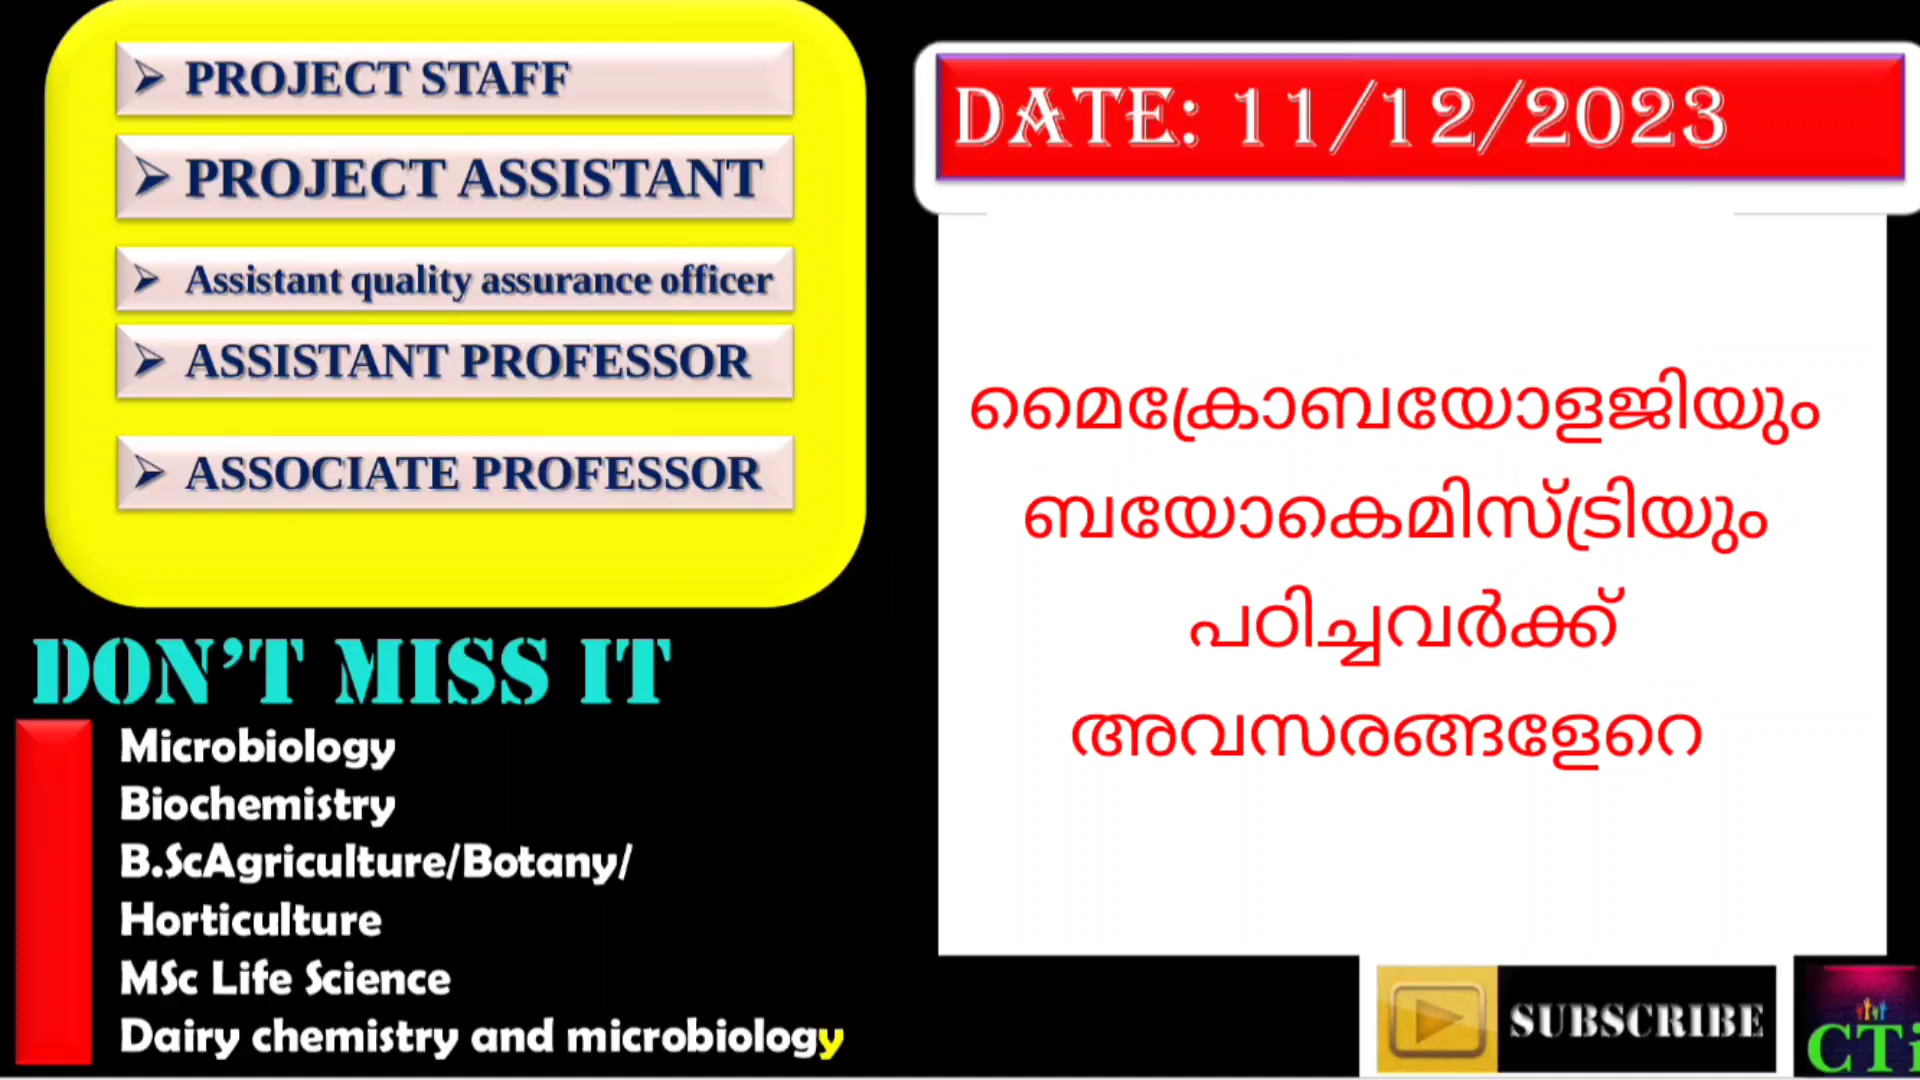 PROJECT STAFF
PROJECT ASSISTANT
Assistant quality assurance officer
ASSISTANT PROFESSOR
ASSOCIATE PROFESSOR
DON'T MISS IT
Microbiology
Biochemistry
B.ScAgriculture/Botany/
Horticulture
MSc Life Science
Dairy chemistry and microbiology
DATE: 11/12/2023
മൈക്രോബയോളജിയും
ബയോകെമിസ്ട്രിയും
പഠിച്ചവർക്ക്
അവസരങ്ങളേറെ
SUBSCRIBE
CTi